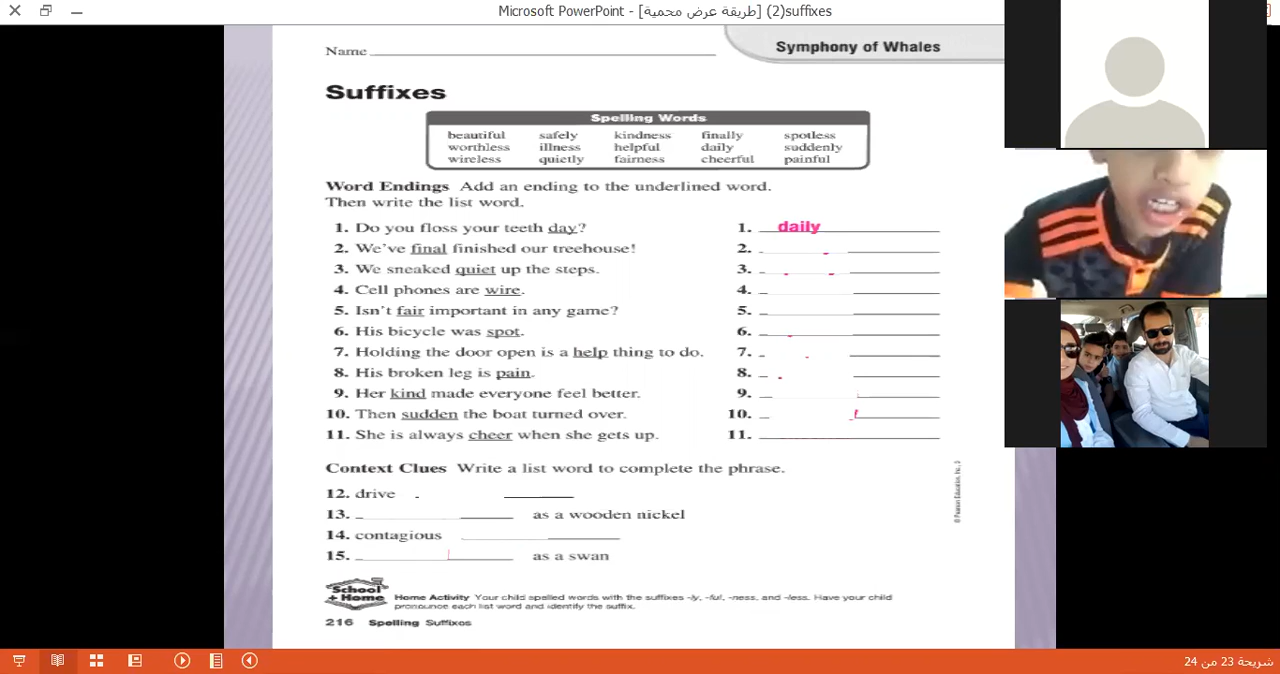 Microsoft PowerPoint - [طريقة عرض محمية] (2)suffixes
Name
Symphony of Whales
Suffixes
Spelling Words
beautiful safely kindness finally spotless
worthless illness helpful daily suddenly
wireless quietly fairness cheerful painful
Word Endings Add an ending to the underlined word.
Then write the list word.
1. Do you floss your teeth day? 1. daily
2. We've final finished our treehouse! 2.
3. We sneaked quiet up the steps. 3.
4. Cell phones are wire. 4.
5. Isn't fair important in any game? 5.
6. His bicycle was spot. 6.
7. Holding the door open is a help thing to do. 7.
8. His broken leg is pain. 8.
9. Her kind made everyone feel better. 9.
10. Then sudden the boat turned over. 10.
11. She is always cheer when she gets up. 11.
Context Clues Write a list word to complete the phrase.
12. drive
13. as a wooden nickel
14. contagious
15. as a swan
School + Home
Home Activity Your child spelled words with the suffixes -ly, -ful, -ness, and -less. Have your child
pronounce each list word and identify the suffix.
216 Spelling Suffixes
© Pearson Education, Inc.
شريحة 23 من 24